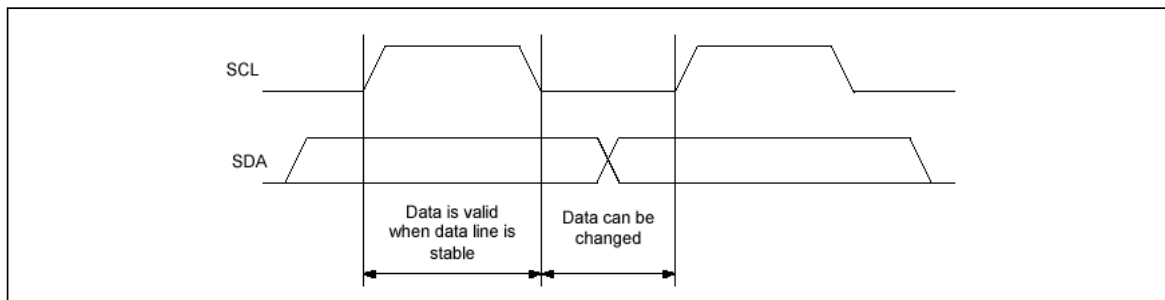 SCL
SDA
Data is valid
when data line is
stable
Data can be
changed